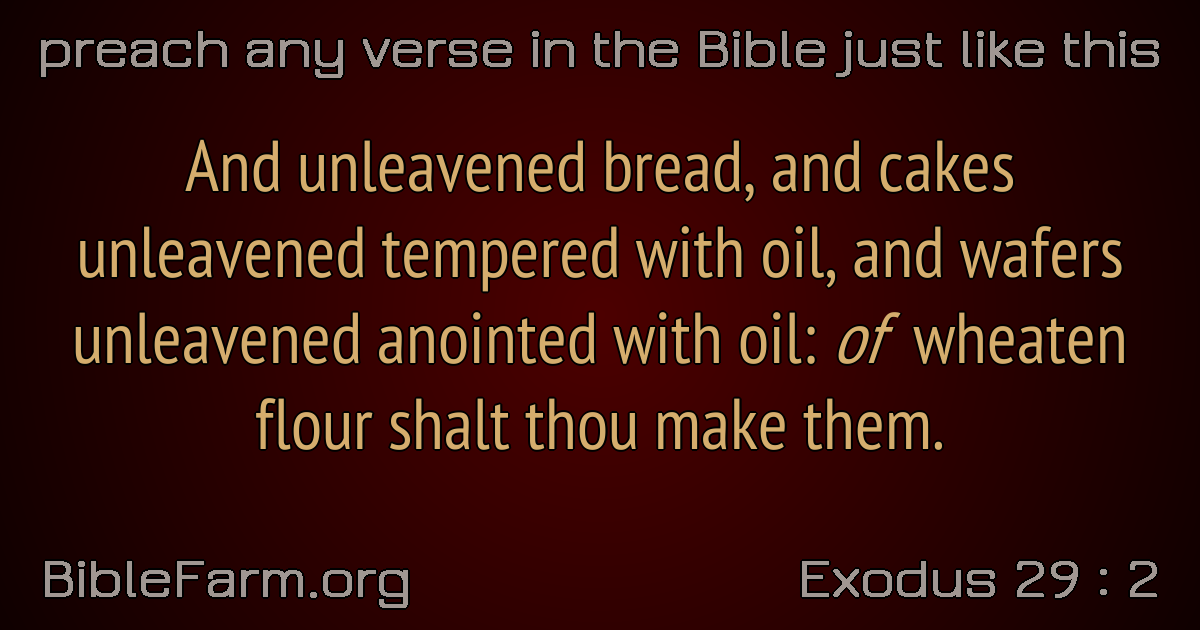 preach any verse in the Bible just like this
And unleavened bread, and cakes
unleavened tempered with oil, and wafers
unleavened anointed with oil: of wheaten
flour shalt thou make them.
BibleFarm.org
Exodus 29 : 2